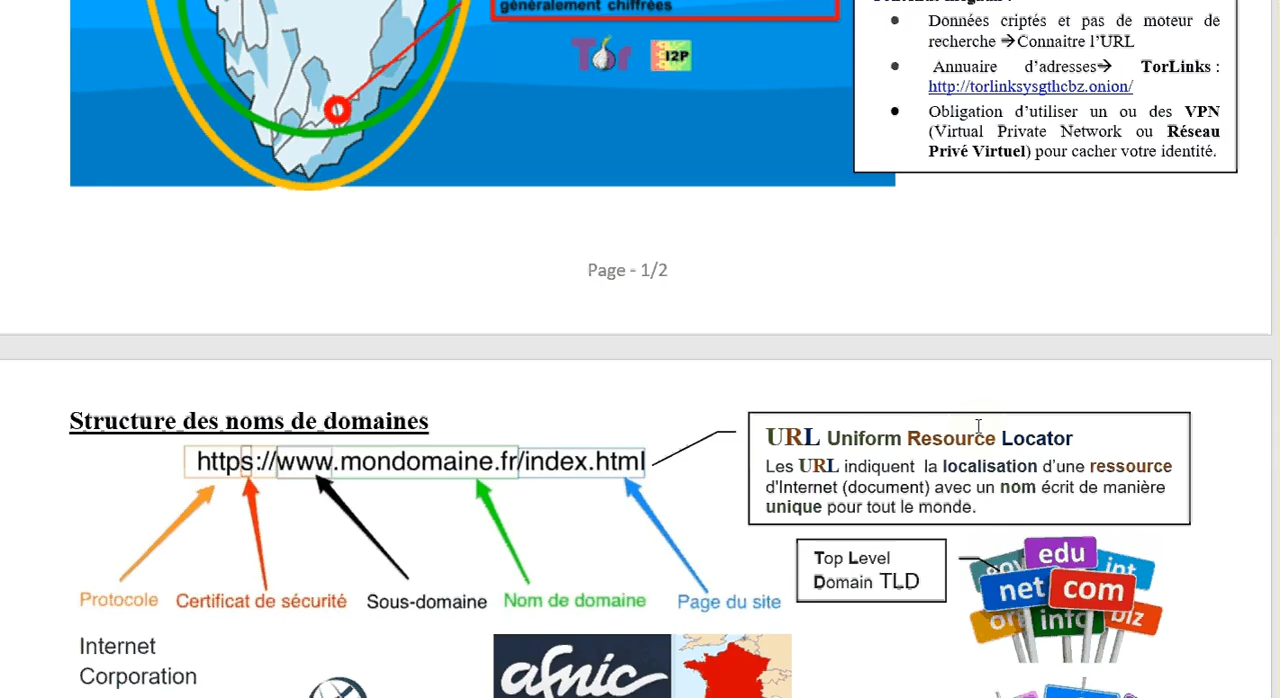 généralement chiffrées
Tor
I2P
● Données criptés et pas de moteur de
recherche →Connaitre l’URL
● Annuaire d’adresses→ TorLinks :
http://torlinksysgthcbz.onion/
● Obligation d’utiliser un ou des VPN
(Virtual Private Network ou Réseau
Privé Virtuel) pour cacher votre identité.
Page - 1/2
Structure des noms de domaines
https://www.mondomaine.fr/index.html
Protocole Certificat de sécurité Sous-domaine Nom de domaine Page du site
URL Uniform Resource Locator
Les URL indiquent la localisation d'une ressource
d'Internet (document) avec un nom écrit de manière
unique pour tout le monde.
Top Level
Domain TLD
edu
gov
int
net
com
org
info
biz
Internet
Corporation
afnic